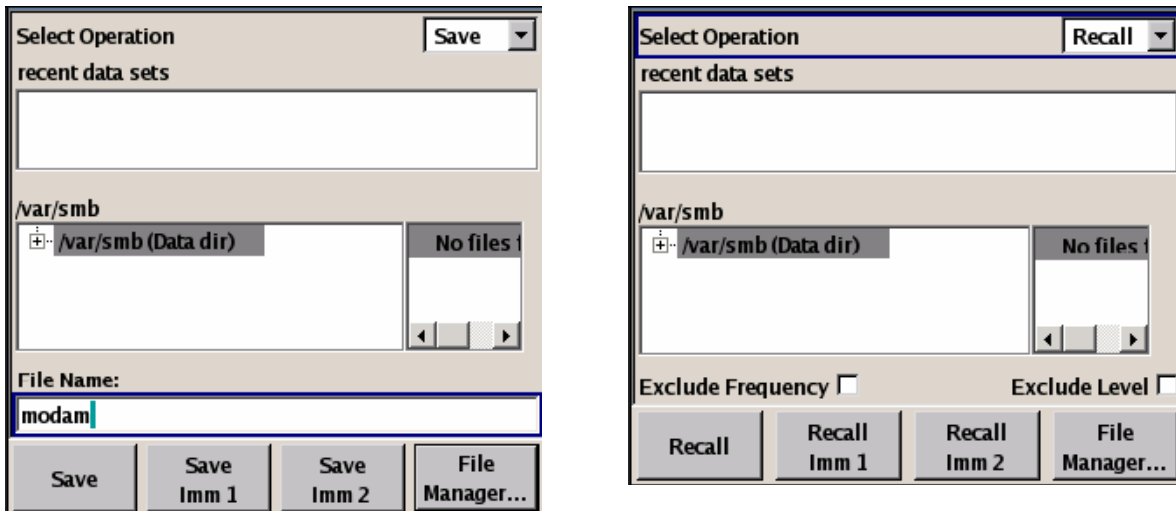 Select Operation Save
recent data sets
/var/smb
/var/smb (Data dir) No files
File Name:
modam
Save Save Imm 1 Save Imm 2 File Manager...
Select Operation Recall
recent data sets
/var/smb
/var/smb (Data dir) No files
Exclude Frequency Exclude Level
Recall Recall Imm 1 Recall Imm 2 File Manager...